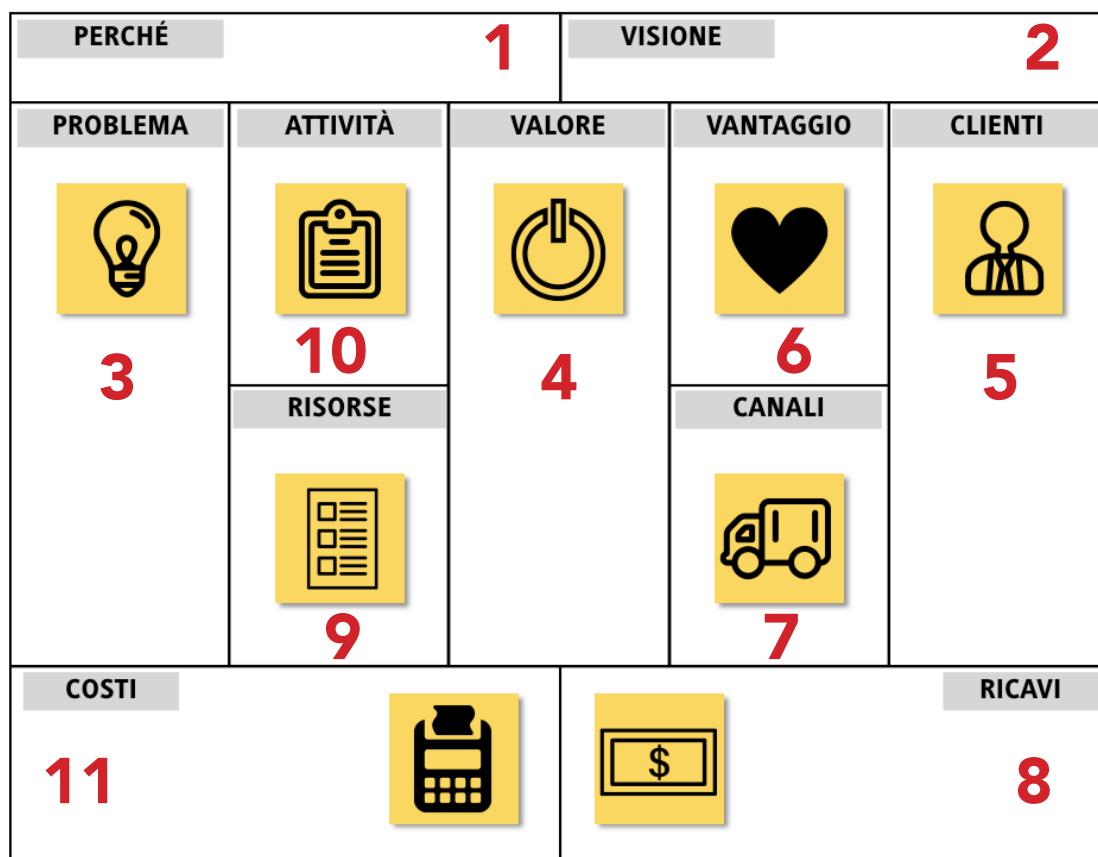 PERCHÉ
1
VISIONE
2
PROBLEMA
3
ATTIVITÀ
10
VALORE
4
VANTAGGIO
6
CLIENTI
5
RISORSE
9
CANALI
7
COSTI
11
$
RICAVI
8